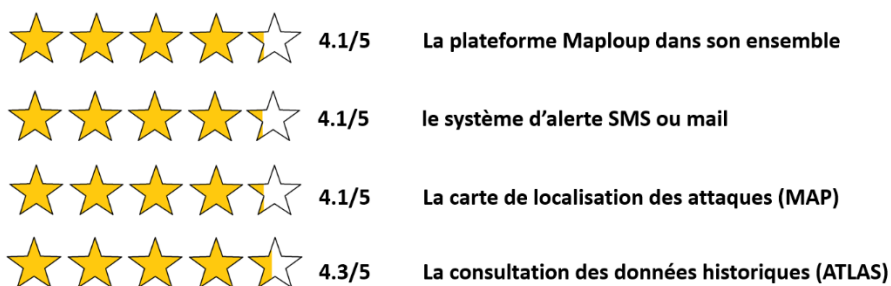 4.1/5 La plateforme Maploup dans son ensemble
4.1/5 le système d'alerte SMS ou mail
4.1/5 La carte de localisation des attaques (MAP)
4.3/5 La consultation des données historiques (ATLAS)